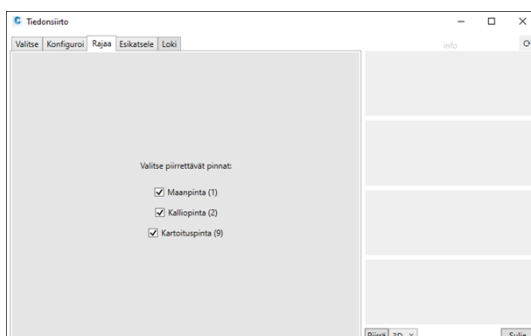 Tiedonsiirto
Valitse Konfiguroi Rajaa Esikatsele Loki
info
Valitse piirrettävät pinnat:
Maanpinta (1)
Kalliopinta (2)
Kartoituspinta (9)
Piirrä 3D Sulje